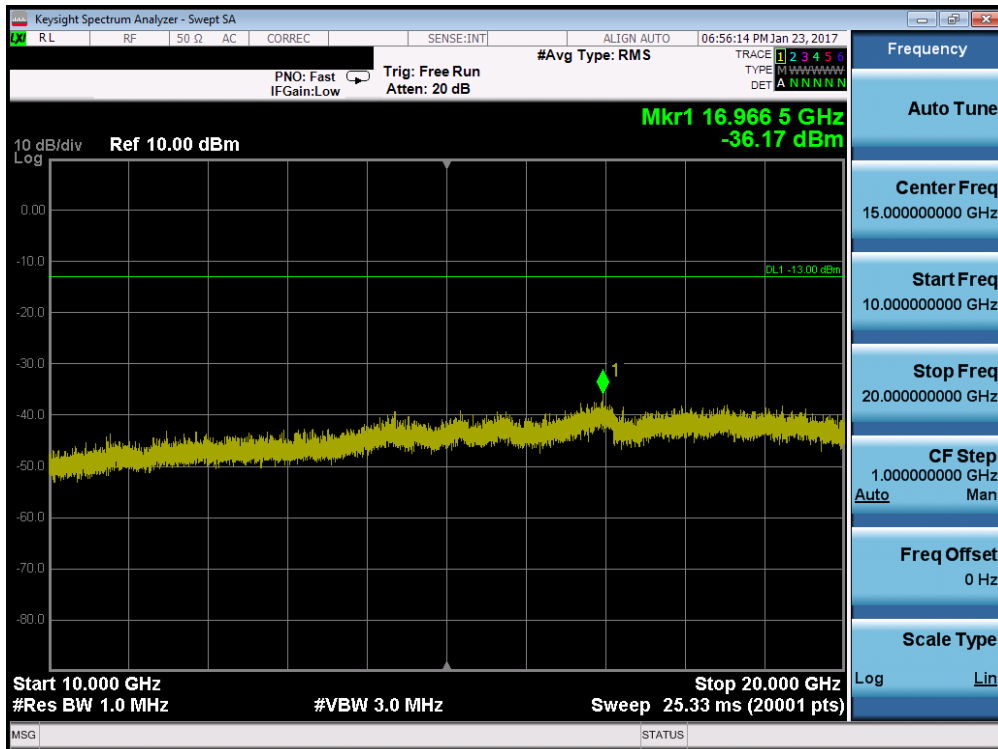 Keysight Spectrum Analyzer - Swept SA
LXI RL RF 50 Ω AC CORREC SENSE:INT ALIGN AUTO 06:56:14 PM Jan 23, 2017
#Avg Type: RMS
TRACE 1 2 3 4 5 6
PNO: Fast Trig: Free Run
TYPE M WWWWW
IFGain:Low Atten: 20 dB
DET A N N N N N
Mkr1 16.966 5 GHz
-36.17 dBm
10 dB/div Ref 10.00 dBm
Log
0.00
-10.0
DL1 -13.00 dBm
-20.0
-30.0
1
-40.0
-50.0
-60.0
-70.0
-80.0
Start 10.000 GHz Stop 20.000 GHz
#Res BW 1.0 MHz #VBW 3.0 MHz Sweep 25.33 ms (20001 pts)
MSG STATUS
Frequency
Auto Tune
Center Freq
15.000000000 GHz
Start Freq
10.000000000 GHz
Stop Freq
20.000000000 GHz
CF Step
1.000000000 GHz
Auto Man
Freq Offset
0 Hz
Scale Type
Log Lin